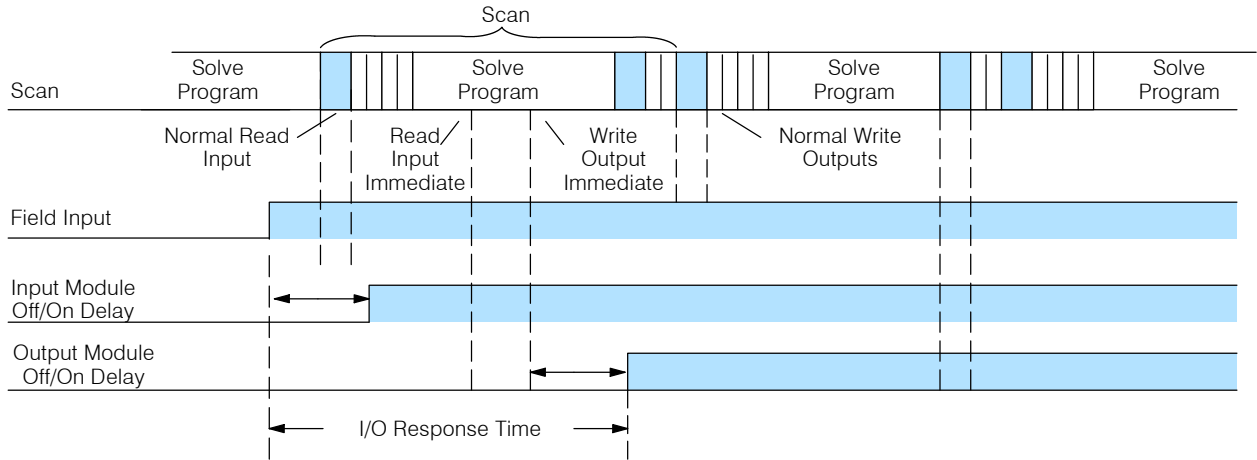 Scan
Scan
Solve
Program
Solve
Program
Solve
Program
Solve
Program
Normal Read
Input
Read
Input
Immediate
Write
Output
Immediate
Normal Write
Outputs
Field Input
Input Module
Off/On Delay
Output Module
Off/On Delay
I/O Response Time